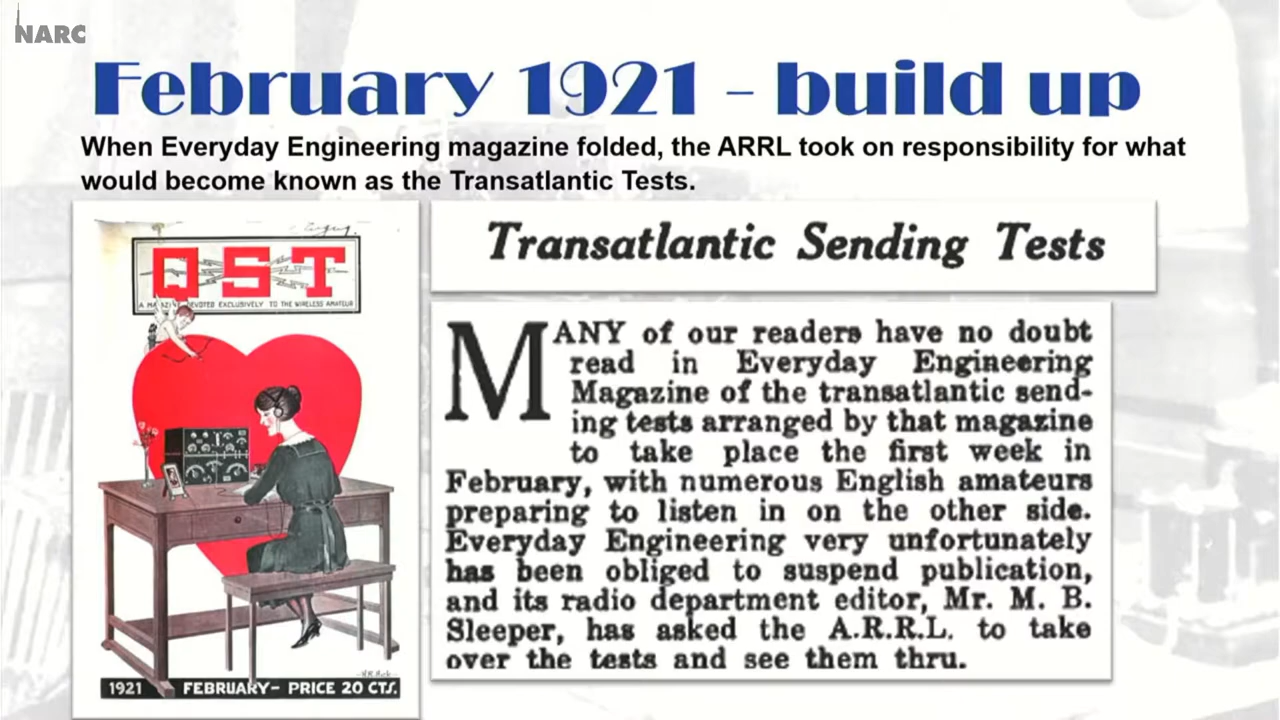 NARC
February 1921 - build up
When Everyday Engineering magazine folded, the ARRL took on responsibility for what
would become known as the Transatlantic Tests.
QST
A MAGAZINE DEVOTED EXCLUSIVELY TO THE WIRELESS AMATEUR
1921 FEBRUARY- PRICE 20 CTS.
Transatlantic Sending Tests
MANY of our readers have no doubt
read in Everyday Engineering
Magazine of the transatlantic send-
ing tests arranged by that magazine
to take place the first week in
February, with numerous English amateurs
preparing to listen in on the other side.
Everyday Engineering very unfortunately
has been obliged to suspend publication,
and its radio department editor, Mr. M. B.
Sleeper, has asked the A.R.R.L. to take
over the tests and see them thru.